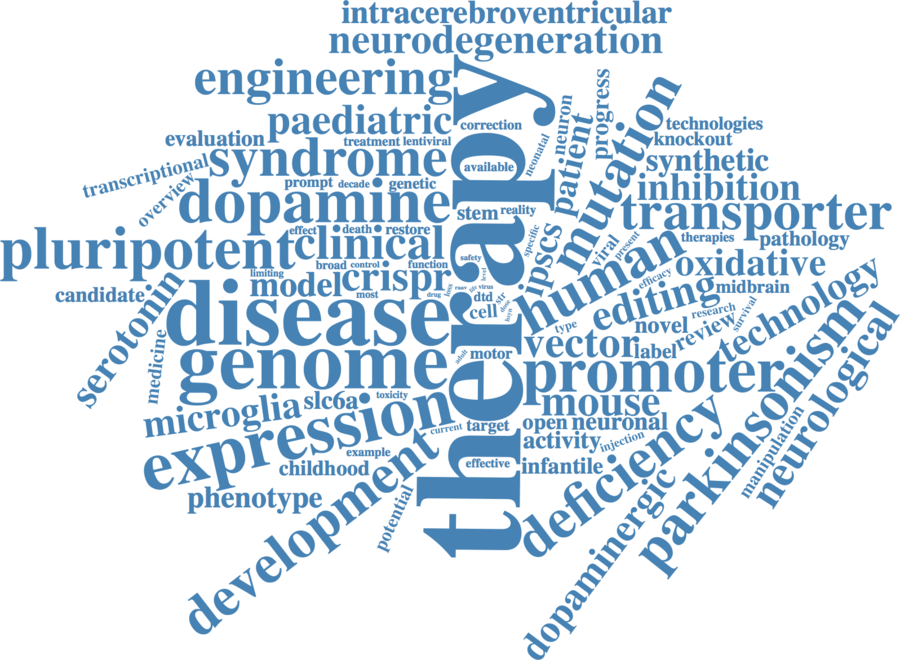 intracerebroventricular
neurodegeneration
engineering
paediatric
correction
evaluation
treatment
lentiviral
syndrome
available
transcriptional
overview
prompt
decade
genetic
dopamine
stem
reality
effect
death
restore
pluripotent
clinical
safety
broad
control
function
limiting
model
crispr
most
drug
candidate
serotonin
disease
cell
dtd
virus
genome
motor
medicine
microglia
slc6a
toxicity
expression
current
target
example
childhood
effective
phenotype
development
potential
therapy
neonatal
neuron
progress
patient
mutation
technologies
knockout
synthetic
inhibition
transporter
specific
ipscs
viral
present
therapies
pathology
human
oxidative
efficacy
midbrain
editing
type
novel
research
survival
vector
label
review
technology
promoter
parkinsonism
neurological
mouse
open
neuronal
activity
injection
infantile
deficiency
manipulation
dopaminergic